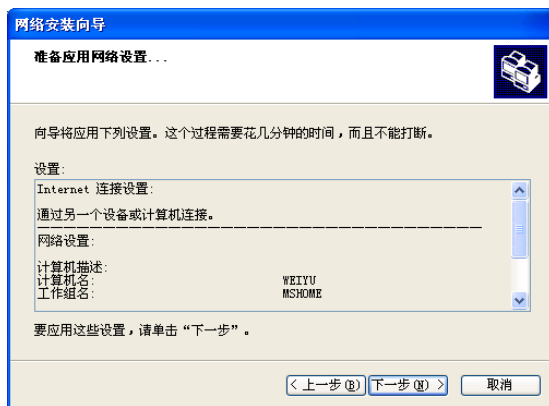 网络安装向导
准备应用网络设置...
向导将应用下列设置。这个过程需要花几分钟的时间，而且不能打断。
设置:
Internet 连接设置:
通过另一个设备或计算机连接。
网络设置:
计算机描述:
计算机名: WEIYU
工作组名: MSHOME
要应用这些设置，请单击“下一步”。
< 上一步(B) 下一步(N) > 取消